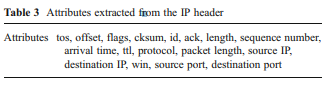 Table 3 Attributes extracted from the IP header
Attributes tos, offset, flags, cksum, id, ack, length, sequence number,
arrival time, ttl, protocol, packet length, source IP,
destination IP, win, source port, destination port